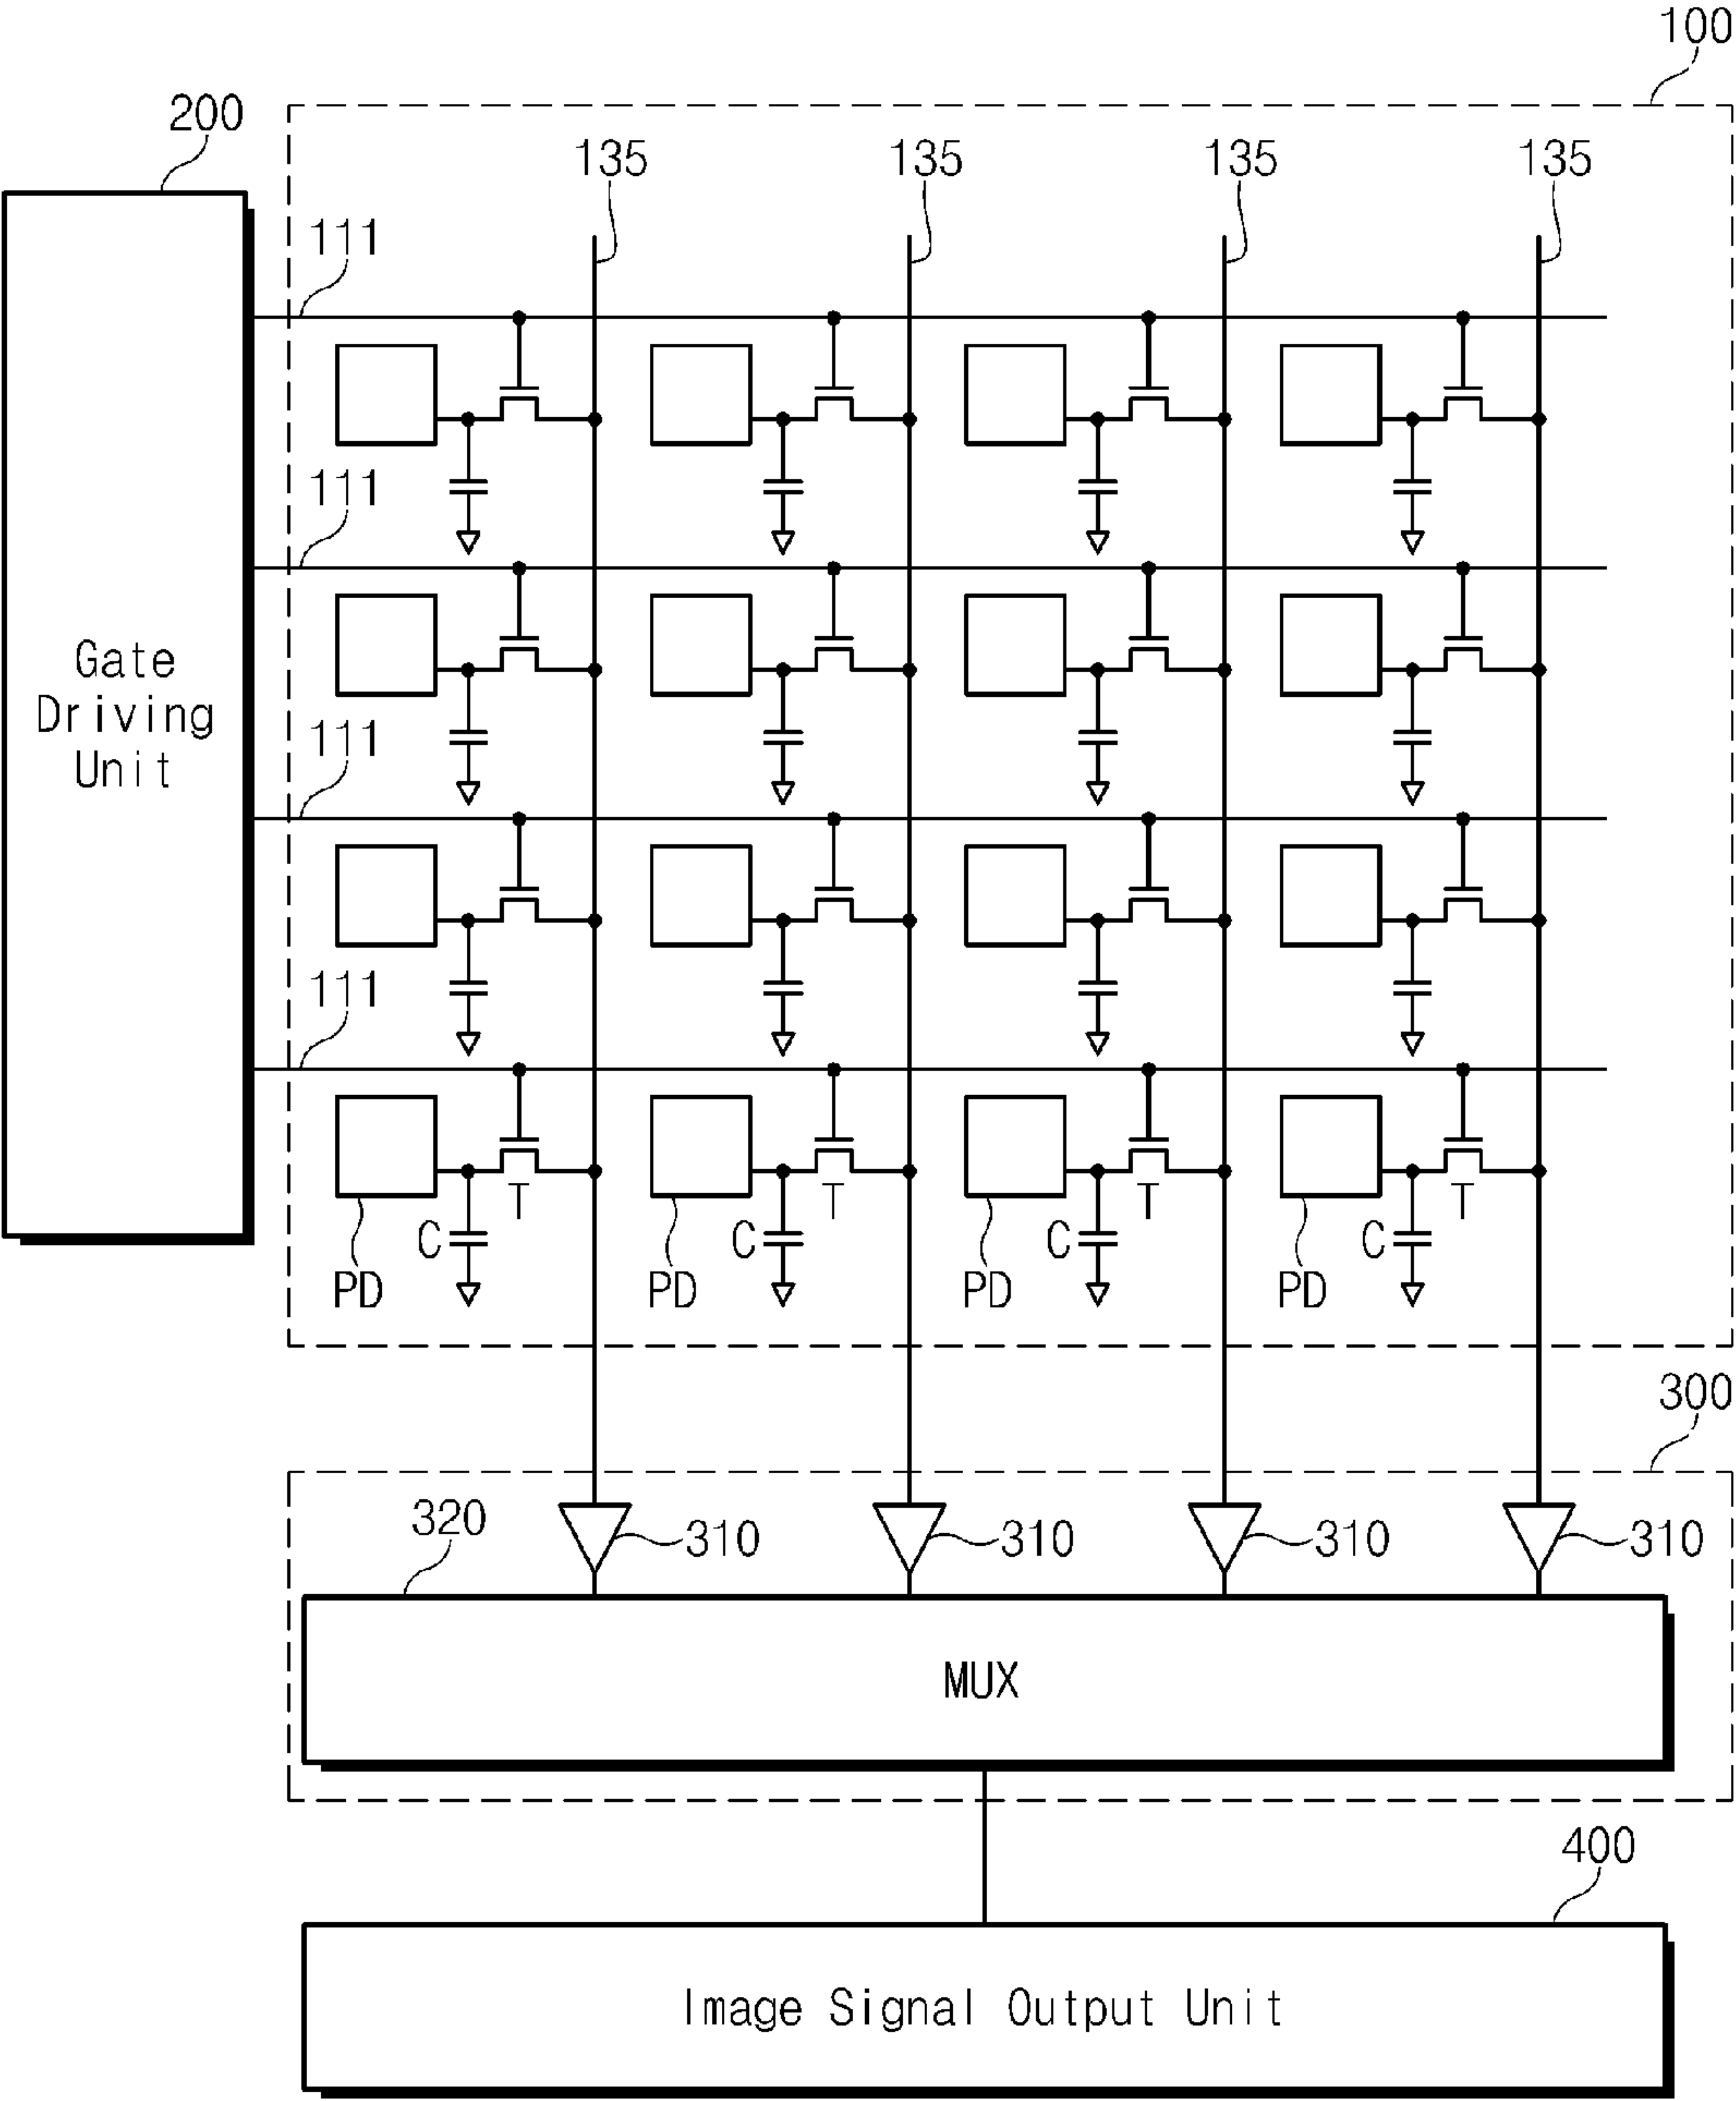 100
200
135 135 135 135
111
111
Gate
Driving
Unit
111
111
T T T T
C C C C
PD PD PD PD
300
320
310 310 310 310
MUX
400
Image Signal Output Unit